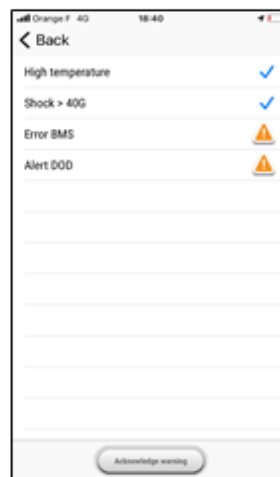 Orange F 4G 18:40
Back
High temperature
Shock > 40G
Error BMS
Alert DOD
Acknowledge warning